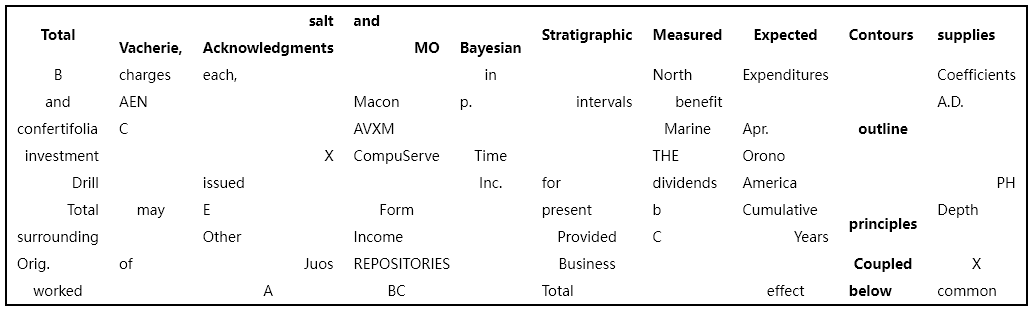 Total Vacherie, salt Acknowledgments and MO Bayesian Stratigraphic Measured Expected Contours supplies
B charges each, in North Expenditures Coefficients
and AEN Macon p. intervals benefit A.D.
confertifolia C AVXM Marine Apr. outline
investment X CompuServe Time THE Orono
Drill issued Inc. for dividends America PH
Total may E Form present b Cumulative principles Depth
surrounding Other Income Provided C Years
Orig. of Juos REPOSITORIES Business Coupled X
worked A BC Total effect below common